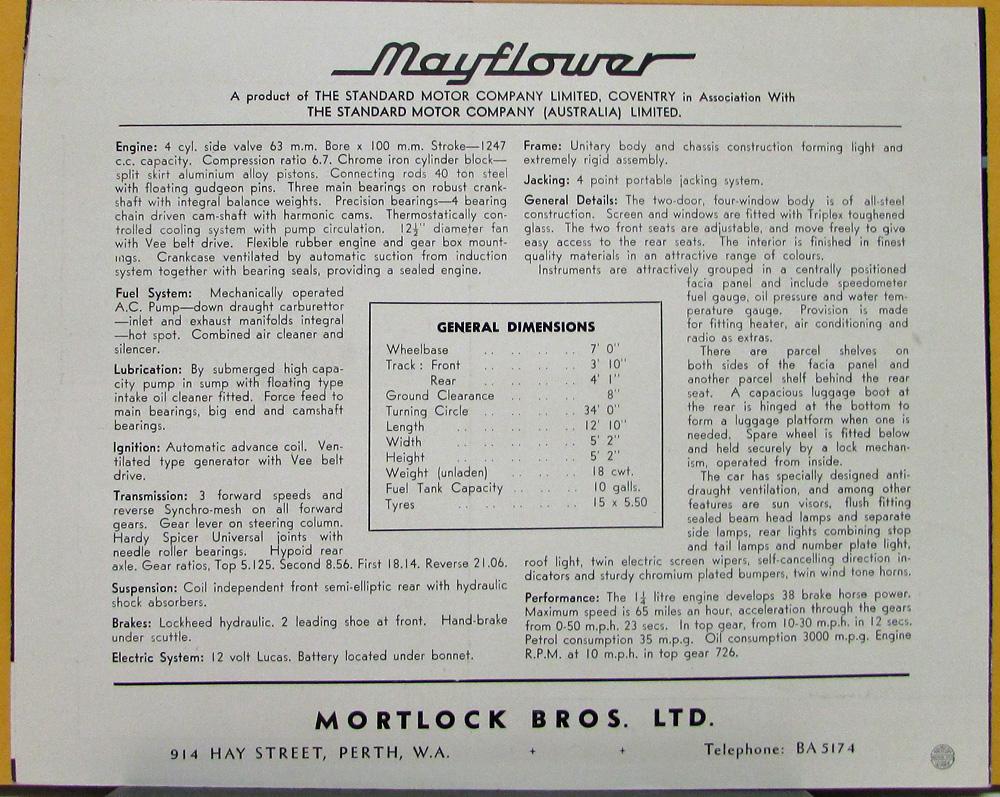 Mayflower
A product of THE STANDARD MOTOR COMPANY LIMITED, COVENTRY in Association With
THE STANDARD MOTOR COMPANY (AUSTRALIA) LIMITED.
Engine: 4 cyl. side valve 63 m.m. Bore x 100 m.m. Stroke—1247
c.c. capacity. Compression ratio 6.7. Chrome iron cylinder block—
split skirt aluminium alloy pistons. Connecting rods 40 ton steel
with floating gudgeon pins. Three main bearings on robust crank-
shaft with integral balance weights. Precision bearings—4 bearing
chain driven cam-shaft with harmonic cams. Thermostatically con-
trolled cooling system with pump circulation. 12½" diameter fan
with Vee belt drive. Flexible rubber engine and gear box mount-
ings. Crankcase ventilated by automatic suction from induction
system together with bearing seals, providing a sealed engine.
Fuel System: Mechanically operated
A.C. Pump—down draught carburettor
—inlet and exhaust manifolds integral
—hot spot. Combined air cleaner and
silencer.
Lubrication: By submerged high capa-
city pump in sump with floating type
intake oil cleaner fitted. Force feed to
main bearings, big end and camshaft
bearings.
Ignition: Automatic advance coil. Ven-
tilated type generator with Vee belt
drive.
Transmission: 3 forward speeds and
reverse Synchro-mesh on all forward
gears. Gear lever on steering column.
Hardy Spicer Universal joints with
needle roller bearings. Hypoid rear
axle. Gear ratios, Top 5.125. Second 8.56. First 18.14. Reverse 21.06.
Suspension: Coil independent front semi-elliptic rear with hydraulic
shock absorbers.
Brakes: Lockheed hydraulic. 2 leading shoe at front. Hand-brake
under scuttle.
Electric System: 12 volt Lucas. Battery located under bonnet.
GENERAL DIMENSIONS
Wheelbase .. .. .. .. 7' 0"
Track: Front .. .. .. .. 3' 10"
Rear .. .. .. .. 4' 1"
Ground Clearance .. .. .. 8"
Turning Circle .. .. .. .. 34' 0"
Length .. .. .. .. .. 12' 10"
Width .. .. .. .. .. 5' 2"
Height .. .. .. .. .. 5' 2"
Weight (unladen) .. .. .. 18 cwt.
Fuel Tank Capacity .. .. .. 10 galls.
Tyres .. .. .. .. .. 15 x 5.50
Frame: Unitary body and chassis construction forming light and
extremely rigid assembly.
Jacking: 4 point portable jacking system.
General Details: The two-door, four-window body is of all-steel
construction. Screen and windows are fitted with Triplex toughened
glass. The two front seats are adjustable, and move freely to give
easy access to the rear seats. The interior is finished in finest
quality materials in an attractive range of colours.
Instruments are attractively grouped in a centrally positioned
facia panel and include speedometer
fuel gauge, oil pressure and water tem-
perature gauge. Provision is made
for fitting heater, air conditioning and
radio as extras.
There are parcel shelves on
both sides of the facia panel and
another parcel shelf behind the rear
seat. A capacious luggage boot at
the rear is hinged at the bottom to
form a luggage platform when one is
needed. Spare wheel is fitted below
and held securely by a lock mechan-
ism, operated from inside.
The car has specially designed anti-
draught ventilation, and among other
features are sun visors, flush fitting
sealed beam head lamps and separate
side lamps, rear lights combining stop
and tail lamps and number plate light,
roof light, twin electric screen wipers, self-cancelling direction in-
dicators and sturdy chromium plated bumpers, twin wind tone horns.
Performance: The 1¼ litre engine develops 38 brake horse power.
Maximum speed is 65 miles an hour, acceleration through the gears
from 0-50 m.p.h. 23 secs. In top gear, from 10-30 m.p.h. in 12 secs.
Petrol consumption 35 m.p.g. Oil consumption 3000 m.p.g. Engine
R.P.M. at 10 m.p.h. in top gear 726.
MORTLOCK BROS. LTD.
914 HAY STREET, PERTH, W.A. + + Telephone: BA 5174